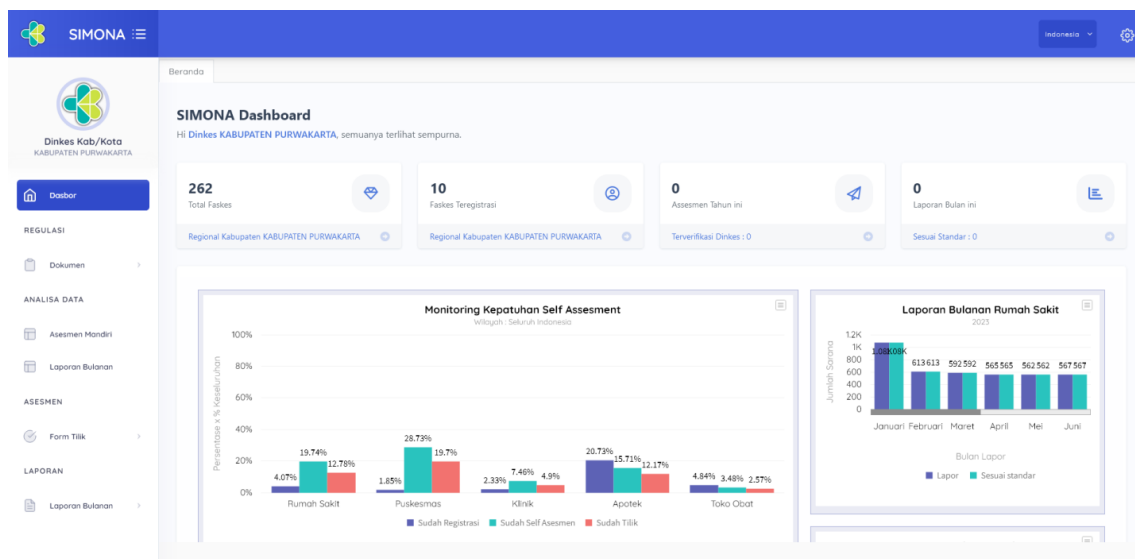 SIMONA
Indonesia
Dinkes Kab/Kota
KABUPATEN PURWAKARTA
Dasbor
REGULASI
Dokumen
ANALISA DATA
Asesmen Mandiri
Laporan Bulanan
ASESMEN
Form Tilik
LAPORAN
Laporan Bulanan
Beranda
SIMONA Dashboard
Hi Dinkes KABUPATEN PURWAKARTA, semuanya terlihat sempurna.
262
Total Faskes
Regional Kabupaten KABUPATEN PURWAKARTA
10
Faskes Teregistrasi
Regional Kabupaten KABUPATEN PURWAKARTA
0
Assesmen Tahun ini
Terverifikasi Dinkes : 0
0
Laporan Bulan ini
Sesuai Standar : 0
Monitoring Kepatuhan Self Assesment
Wilayah : Seluruh Indonesia
Persentase x % Keseluruhan
100%
80%
60%
40%
20%
0%
4.07% 19.74% 12.78%
1.85% 28.73% 19.7%
2.33% 7.46% 4.9%
20.73% 15.71% 12.17%
4.84% 3.48% 2.57%
Rumah Sakit Puskesmas Klinik Apotek Toko Obat
Sudah Registrasi Sudah Self Asesmen Sudah Tilik
Laporan Bulanan Rumah Sakit
2023
Jumlah Sarana
1.2K
1K
800
600
400
200
0
1.08K 1.08K 613 613 592 592 565 565 562 562 567 567
Januari Februari Maret April Mei Juni
Bulan Lapor
Lapor Sesuai standar